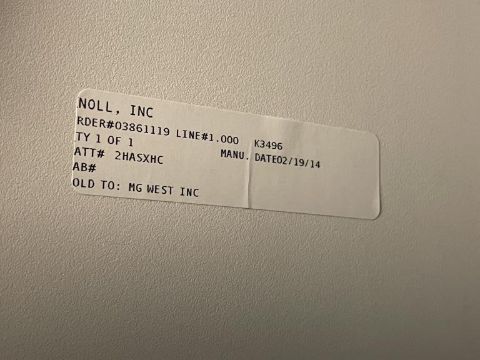 NOLL, INC
RDER#03861119 LINE#1.000 K3496
TY 1 OF 1 MANU. DATE02/19/14
ATT# 2HASXHC
AB#
OLD TO: MG WEST INC